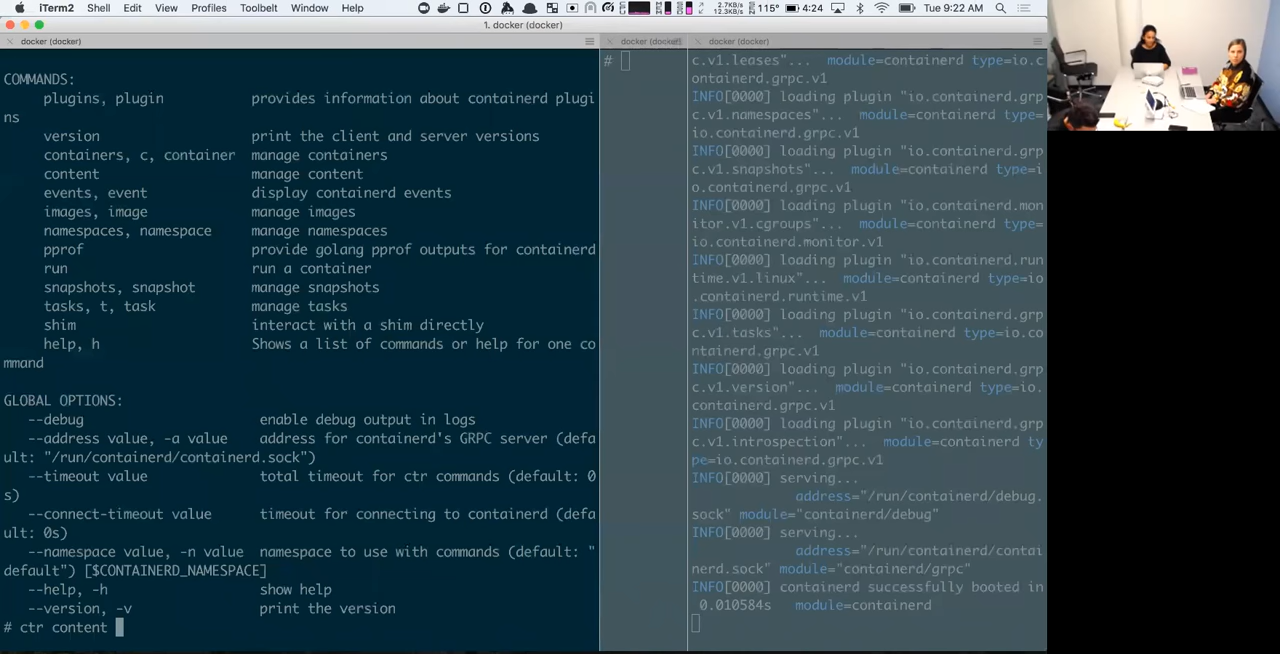 iTerm2 Shell Edit View Profiles Toolbelt Window Help 2.7KB/s 12.3KB/s 115° 4:24 Tue 9:22 AM
1. docker (docker)
docker (docker)
COMMANDS:
plugins, plugin provides information about containerd plugi
ns
version print the client and server versions
containers, c, container manage containers
content manage content
events, event display containerd events
images, image manage images
namespaces, namespace manage namespaces
pprof provide golang pprof outputs for containerd
run run a container
snapshots, snapshot manage snapshots
tasks, t, task manage tasks
shim interact with a shim directly
help, h Shows a list of commands or help for one co
mmand
GLOBAL OPTIONS:
--debug enable debug output in logs
--address value, -a value address for containerd's GRPC server (defa
ult: "/run/containerd/containerd.sock")
--timeout value total timeout for ctr commands (default: 0
s)
--connect-timeout value timeout for connecting to containerd (defa
ult: 0s)
--namespace value, -n value namespace to use with commands (default: "
default") [$CONTAINERD_NAMESPACE]
--help, -h show help
--version, -v print the version
# ctr content
docker (docker)
#
docker (docker)
c.v1.leases"... module=containerd type=io.c
ontainerd.grpc.v1
INFO[0000] loading plugin "io.containerd.grp
c.v1.namespaces"... module=containerd type=
io.containerd.grpc.v1
INFO[0000] loading plugin "io.containerd.grp
c.v1.snapshots"... module=containerd type=i
o.containerd.grpc.v1
INFO[0000] loading plugin "io.containerd.mon
itor.v1.cgroups"... module=containerd type=
io.containerd.monitor.v1
INFO[0000] loading plugin "io.containerd.run
time.v1.linux"... module=containerd type=io
.containerd.runtime.v1
INFO[0000] loading plugin "io.containerd.grp
c.v1.tasks"... module=containerd type=io.co
ntainerd.grpc.v1
INFO[0000] loading plugin "io.containerd.grp
c.v1.version"... module=containerd type=io.
containerd.grpc.v1
INFO[0000] loading plugin "io.containerd.grp
c.v1.introspection"... module=containerd ty
pe=io.containerd.grpc.v1
INFO[0000] serving...
address="/run/containerd/debug.
sock" module="containerd/debug"
INFO[0000] serving...
address="/run/containerd/contai
nerd.sock" module="containerd/grpc"
INFO[0000] containerd successfully booted in
0.010584s module=containerd